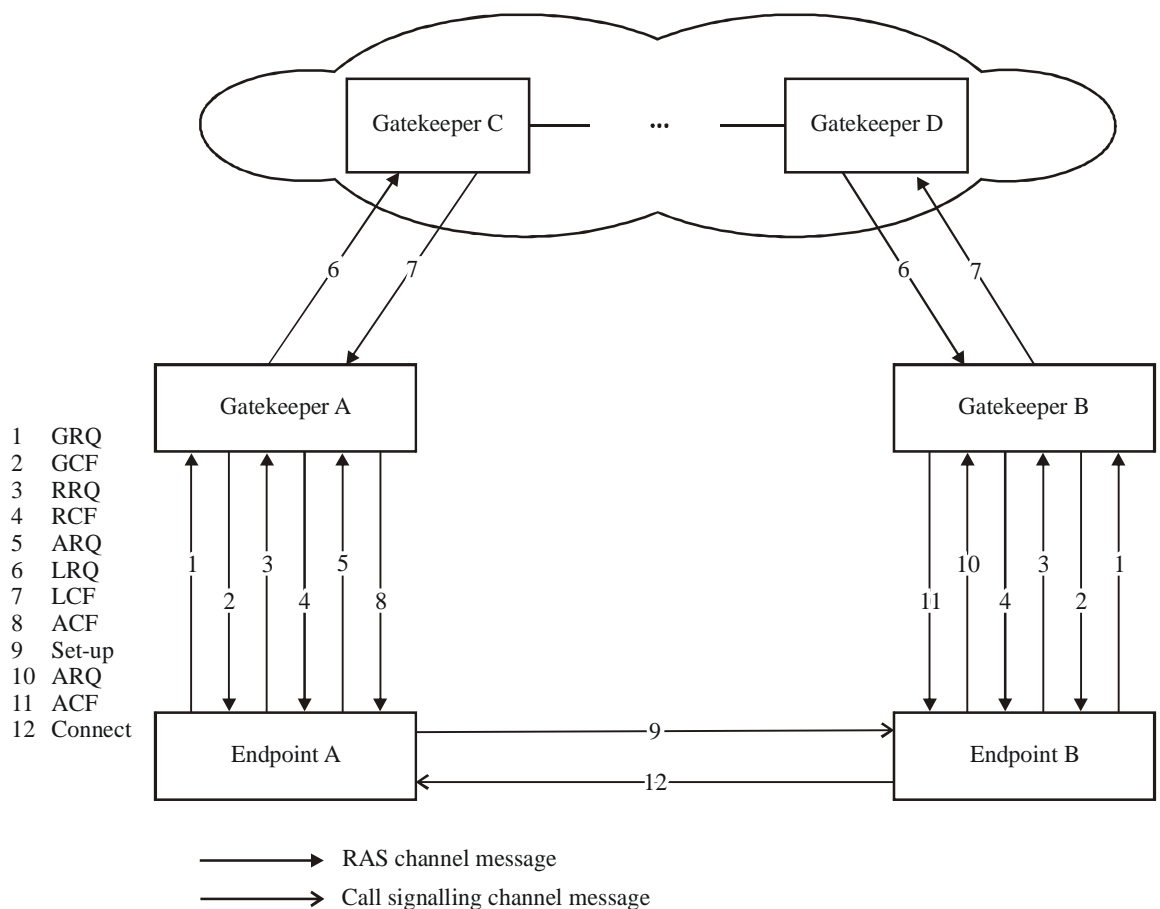 Gatekeeper C
...
Gatekeeper D
6
7
6
7
Gatekeeper A
Gatekeeper B
1 GRQ
2 GCF
3 RRQ
4 RCF
5 ARQ
6 LRQ
7 LCF
8 ACF
9 Set-up
10 ARQ
11 ACF
12 Connect
1
3
5
2
4
8
10
3
1
11
4
2
Endpoint A
9
12
Endpoint B
RAS channel message
Call signalling channel message